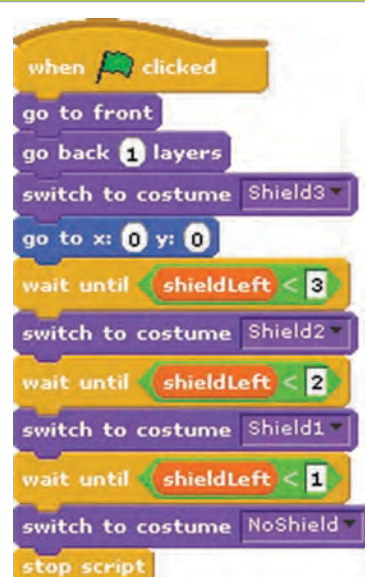 when clicked
go to front
go back 1 layers
switch to costume Shield3
go to x: 0 y: 0
wait until shieldLeft < 3
switch to costume Shield2
wait until shieldLeft < 2
switch to costume Shield1
wait until shieldLeft < 1
switch to costume NoShield
stop script